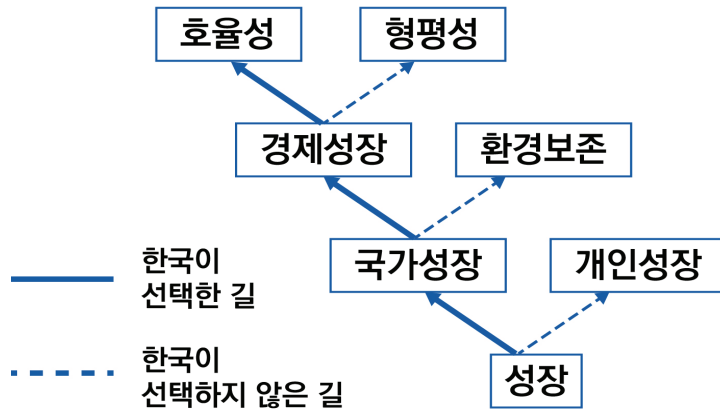 호율성
형평성
경제성장
환경보존
국가성장
개인성장
성장
한국이
선택한 길
한국이
선택하지 않은 길